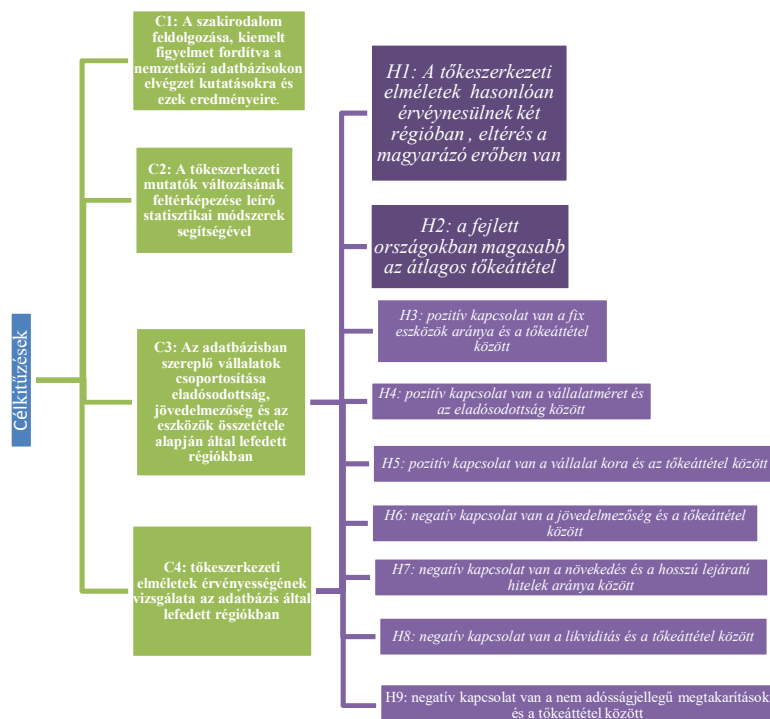 Célkitűzések
C1: A szakirodalom
feldolgozása, kiemelt
figyelmet fordítva a
nemzetközi adatbázisokon
elvégzet kutatásokra és
ezek eredményeire.
C2: A tőkeszerkezeti
mutatók változásának
feltérképezése leíró
statisztikai módszerek
segítségével
C3: Az adatbázisban
szereplő vállalatok
csoportosítása
eladósodottság,
jövedelmezőség és az
eszközök összetétele
alapján által lefedett
régiókban
C4: tőkeszerkezeti
elméletek érvényességének
vizsgálata az adatbázis által
lefedett régiókban
H1: A tőkeszerkezeti
elméletek hasonlóan
érvéynesülnek két
régióban , eltérés a
magyarázó erőben van
H2: a fejlett
országokban magasabb
az átlagos tőkeáttétel
H3: pozitív kapcsolat van a fix
eszközök aránya és a tőkeáttétel
között
H4: pozitív kapcsolat van a vállalatméret és
az eladósodottság között
H5: pozitív kapcsolat van a vállalat kora és az tőkeáttétel között
H6: negatív kapcsolat van a jövedelmezőség és a tőkeáttétel
között
H7: negatív kapcsolat van a növekedés és a hosszú lejáratú
hitelek aránya között
H8: negatív kapcsolat van a likviditás és a tőkeáttétel között
H9: negatív kapcsolat van a nem adósságjellegű megtakarítások
és a tőkeáttétel között